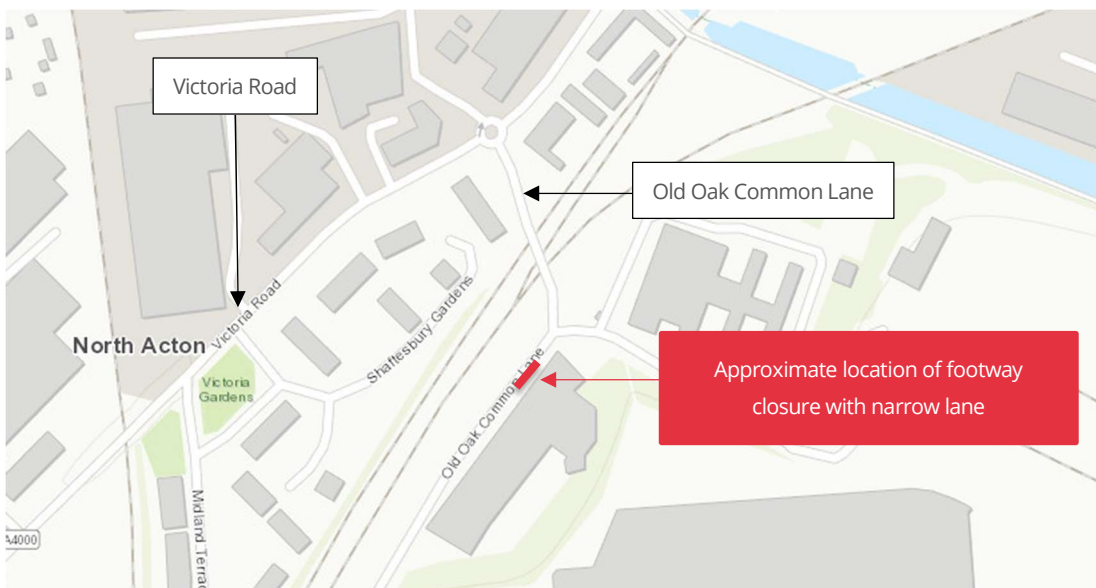 Victoria Road
Old Oak Common Lane
Victoria Road
North Acton
Victoria
Gardens
Shaftesbury Gardens
Old Oak Common Lane
Approximate location of footway
closure with narrow lane
Midland Terrac
A4000